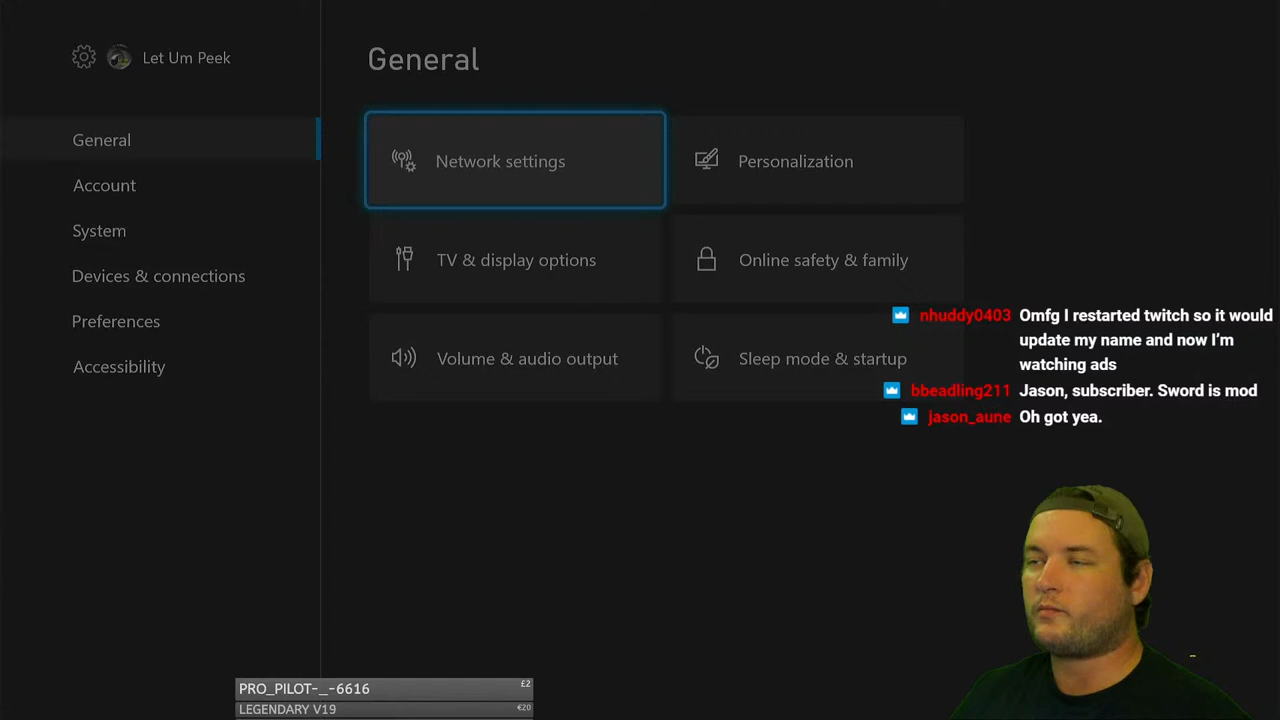 Let Um Peek
General
Account
System
Devices & connections
Preferences
Accessibility
General
Network settings
Personalization
TV & display options
Online safety & family
Volume & audio output
Sleep mode & startup
nhuddy0403 Omfg I restarted twitch so it would
update my name and now I'm
watching ads
bbeadling211 Jason, subscriber. Sword is mod
jason_aune Oh got yea.
PRO_PILOT-_-6616 £2
LEGENDARY V19 €20